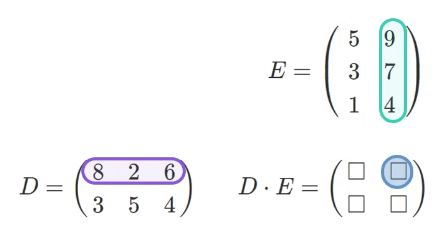 E = ( 5 9
3 7
1 4 )
D = ( 8 2 6
3 5 4 )
D · E = ( □ □
□ □ )